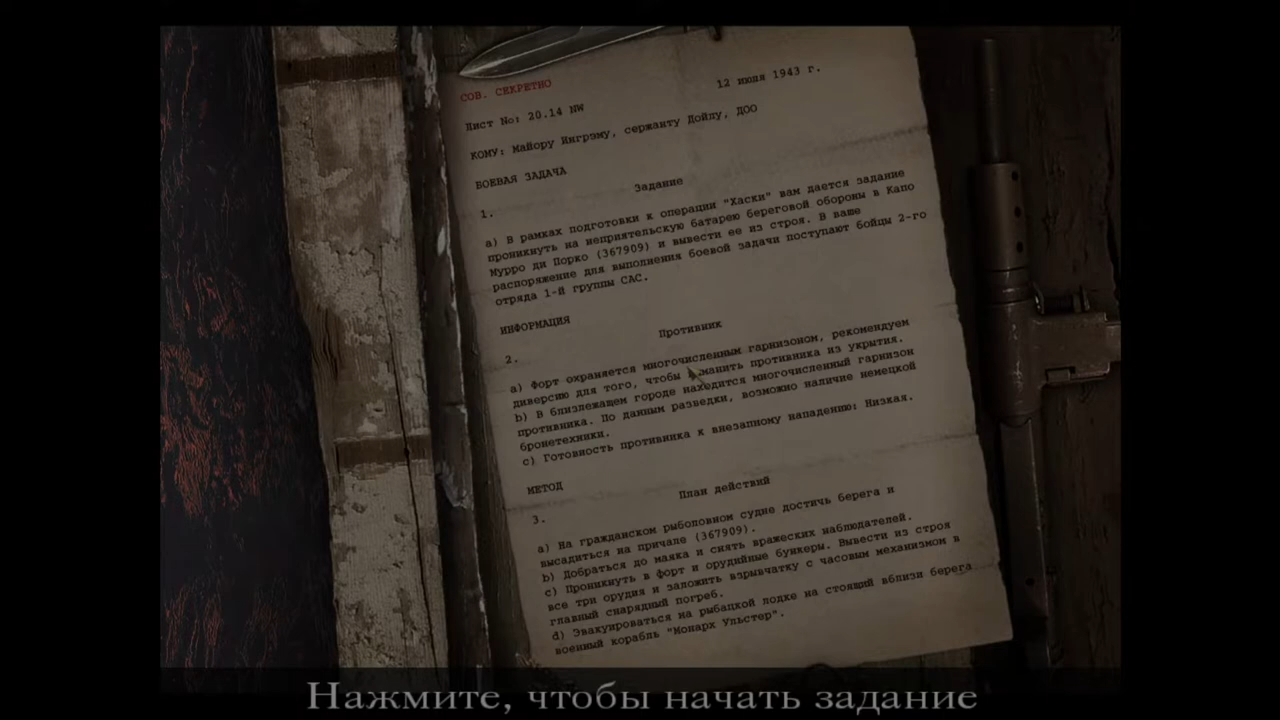 СОВ. СЕКРЕТНО
12 июля 1943 г.
Лист No: 20.14 NW
КОМУ: Майору Ингрэму, сержанту Дойлу, ДОО
БОЕВАЯ ЗАДАЧА
Задание
1.
a) В рамках подготовки к операции "Хаски" вам дается задание
проникнуть на неприятельскую батарею береговой обороны в Капо
Мурро ди Порко (367909) и вывести ее из строя. В ваше
распоряжение для выполнения боевой задачи поступают бойцы 2-го
отряда 1-й группы САС.
ИНФОРМАЦИЯ
Противник
2.
a) Форт охраняется многочисленным гарнизоном, рекомендуем
диверсию для того, чтобы выманить противника из укрытия.
b) В близлежащем городе находится многочисленный гарнизон
противника. По данным разведки, возможно наличие немецкой
бронетехники.
c) Готовность противника к внезапному нападению: Низкая.
МЕТОД
План действий
3.
a) На гражданском рыболовном судне достичь берега и
высадиться на причале (367909).
b) Добраться до маяка и снять вражеских наблюдателей.
c) Проникнуть в форт и орудийные бункеры. Вывести из строя
все три орудия и заложить взрывчатку с часовым механизмом в
главный снарядный погреб.
d) Эвакуироваться на рыбацкой лодке на стоящий вблизи берега
военный корабль "Монарх Ульстер".
Нажмите, чтобы начать задание